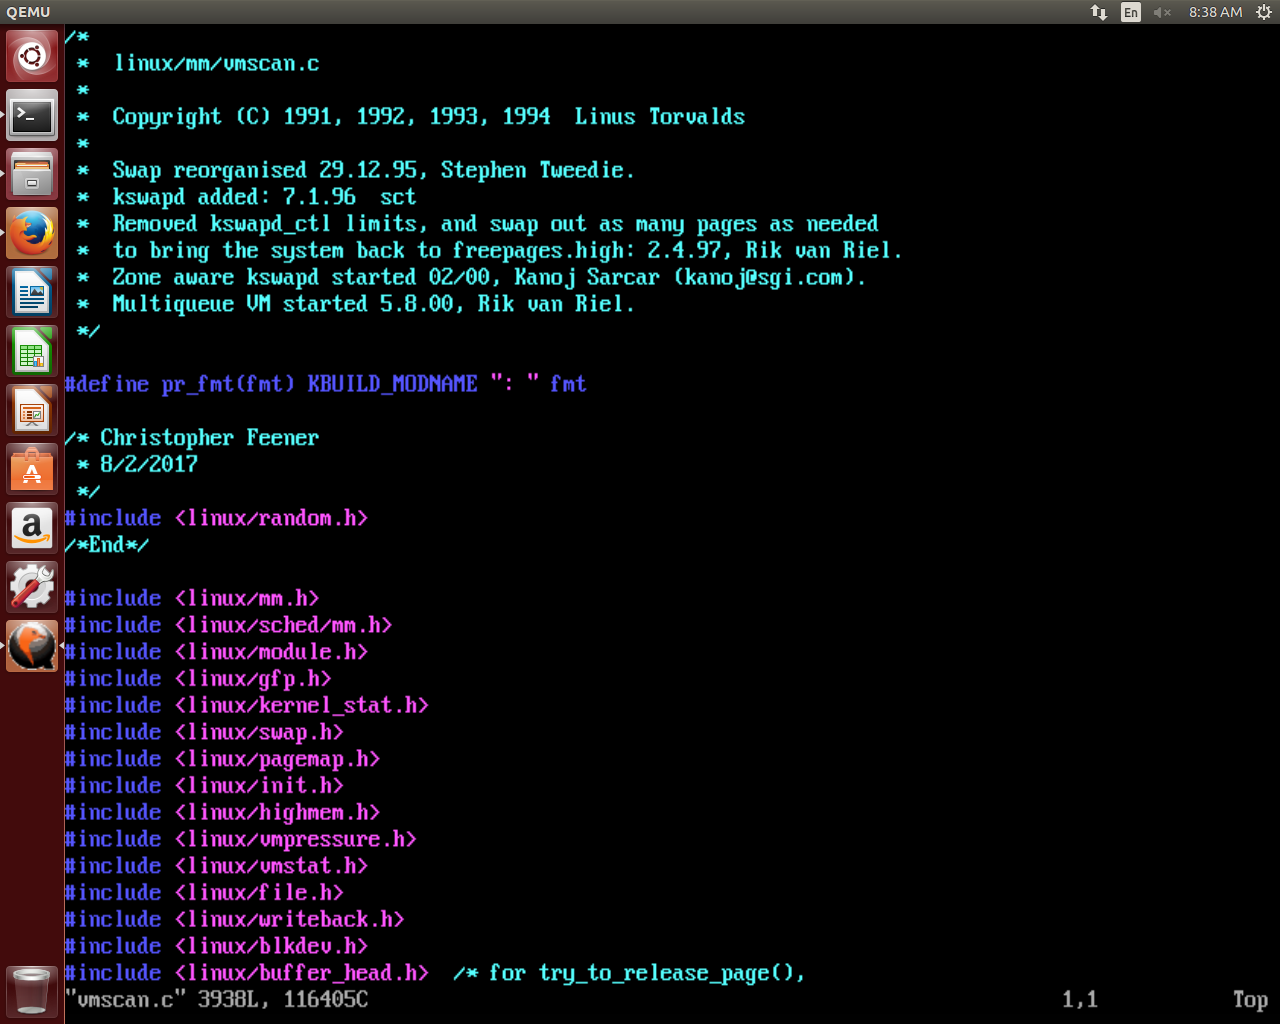 QEMU
En
8:38 AM
/*
 *  linux/mm/vmscan.c
 *
 *  Copyright (C) 1991, 1992, 1993, 1994  Linus Torvalds
 *
 *  Swap reorganised 29.12.95, Stephen Tweedie.
 *  kswapd added: 7.1.96  sct
 *  Removed kswapd_ctl limits, and swap out as many pages as needed
 *  to bring the system back to freepages.high: 2.4.97, Rik van Riel.
 *  Zone aware kswapd started 02/00, Kanoj Sarcar (kanoj@sgi.com).
 *  Multiqueue VM started 5.8.00, Rik van Riel.
 */
#define pr_fmt(fmt) KBUILD_MODNAME ": " fmt
/* Christopher Feener
 * 8/2/2017
 */
#include <linux/random.h>
/*End*/
#include <linux/mm.h>
#include <linux/sched/mm.h>
#include <linux/module.h>
#include <linux/gfp.h>
#include <linux/kernel_stat.h>
#include <linux/swap.h>
#include <linux/pagemap.h>
#include <linux/init.h>
#include <linux/highmem.h>
#include <linux/vmpressure.h>
#include <linux/vmstat.h>
#include <linux/file.h>
#include <linux/writeback.h>
#include <linux/blkdev.h>
#include <linux/buffer_head.h>  /* for try_to_release_page(),
"vmscan.c" 3938L, 116405C 1,1 Top